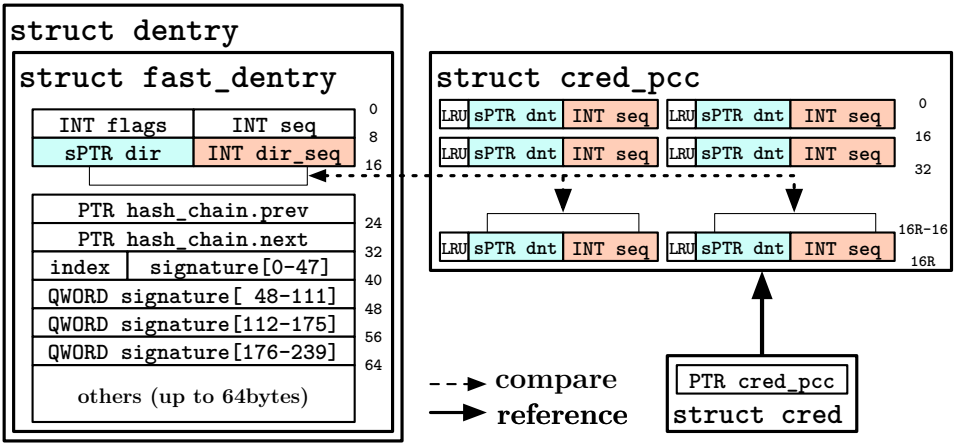 struct dentry
struct fast_dentry
0
INT flags INT seq
8
sPTR dir INT dir_seq
16
PTR hash_chain.prev
24
PTR hash_chain.next
32
index signature[0-47]
40
QWORD signature[ 48-111]
48
QWORD signature[112-175]
56
QWORD signature[176-239]
64
others (up to 64bytes)
struct cred_pcc
LRU sPTR dnt INT seq LRU sPTR dnt INT seq
0
LRU sPTR dnt INT seq LRU sPTR dnt INT seq
16
32
16R-16
LRU sPTR dnt INT seq LRU sPTR dnt INT seq
16R
compare
reference
PTR cred_pcc
struct cred